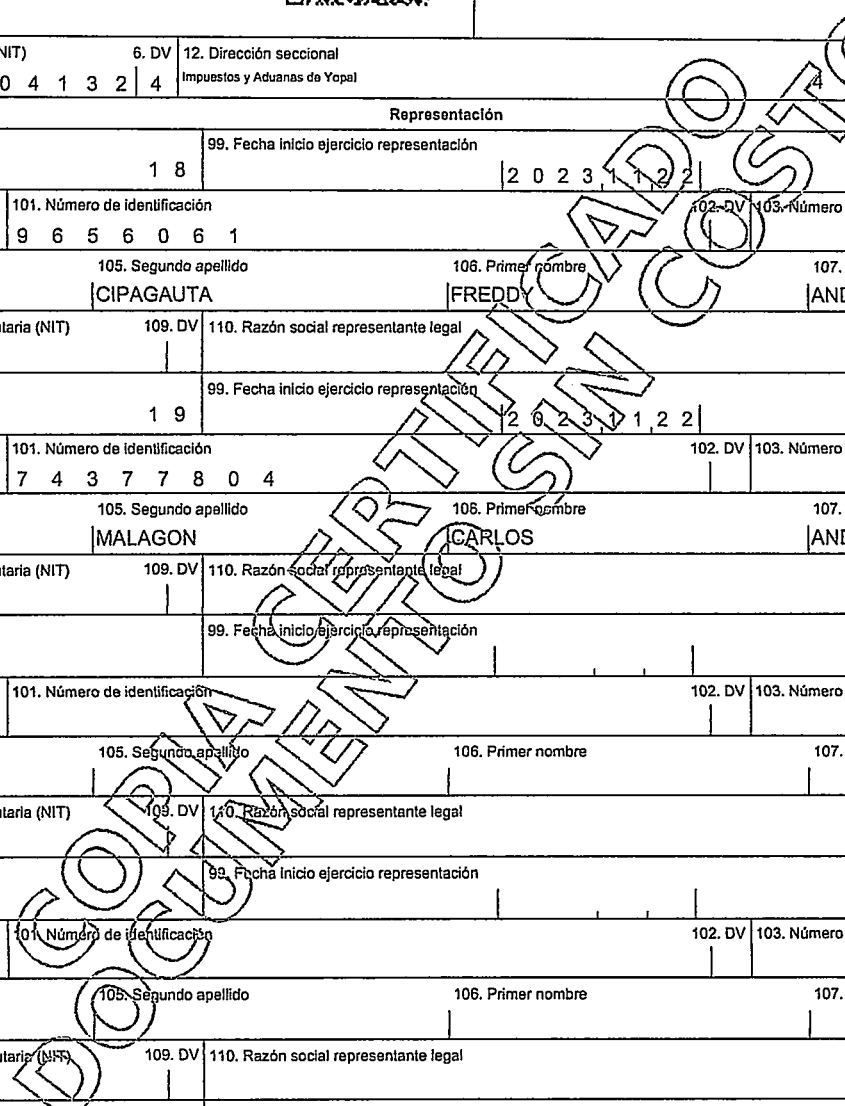 NIT) 6. DV 12. Dirección seccional
0 4 1 3 2 4 Impuestos y Aduanas de Yopal 4
Representación
99. Fecha inicio ejercicio representación
1 8 2 0 2 3 1 1 2 2
101. Número de identificación 102. DV 103. Número
9 6 5 6 0 6 1
105. Segundo apellido 106. Primer nombre 107.
CIPAGAUTA FREDDY AND
utaria (NIT) 109. DV 110. Razón social representante legal
99. Fecha inicio ejercicio representación
1 9 2 0 2 3 1 1 2 2
101. Número de identificación 102. DV 103. Número
7 4 3 7 7 8 0 4
105. Segundo apellido 106. Primer nombre 107.
MALAGON CARLOS AND
utaria (NIT) 109. DV 110. Razón social representante legal
99. Fecha inicio ejercicio representación
101. Número de identificación 102. DV 103. Número
105. Segundo apellido 106. Primer nombre 107.
utaria (NIT) 109. DV 110. Razón social representante legal
99. Fecha inicio ejercicio representación
101. Número de identificación 102. DV 103. Número
105. Segundo apellido 106. Primer nombre 107.
utaria (NIT) 109. DV 110. Razón social representante legal
COPIA CERTIFICADO
DOCUMENTO SIN COSTO